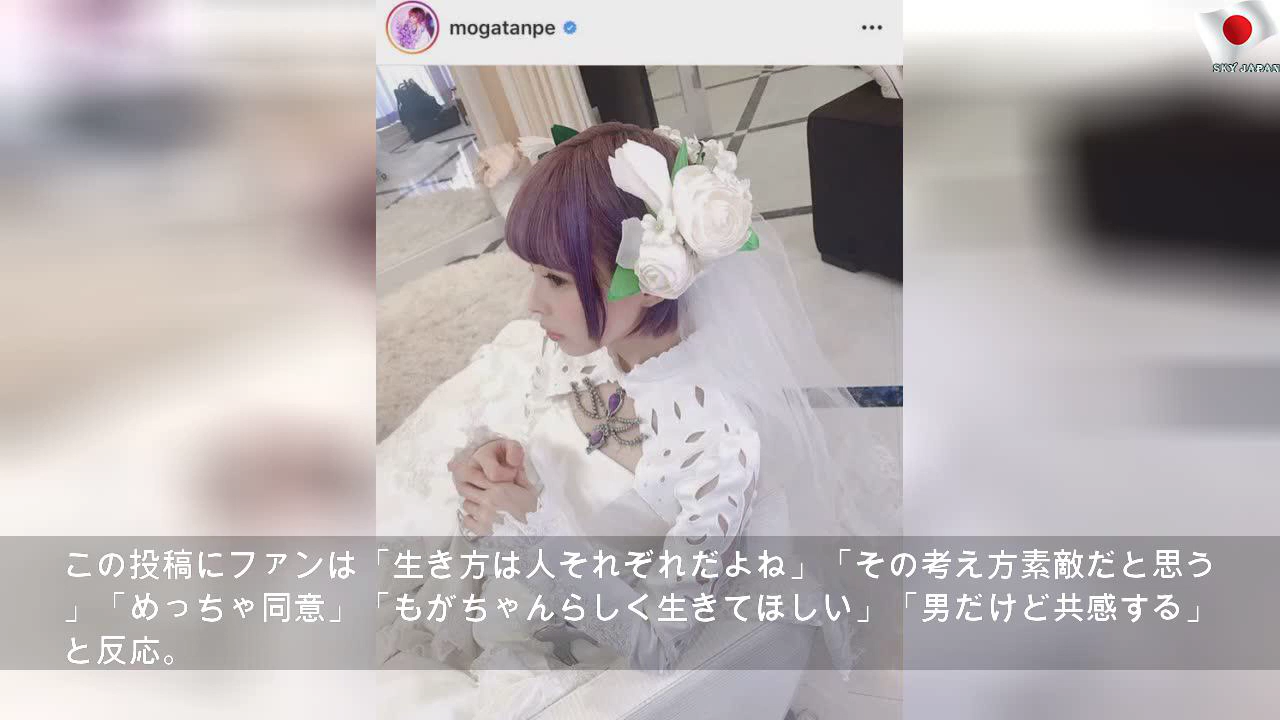 mogatanpe
SKY JAPAN
この投稿にファンは「生き方は人それぞれだよね」「その考え方素敵だと思う
」「めっちゃ同意」「もがちゃんらしく生きてほしい」「男だけど共感する」
と反応。